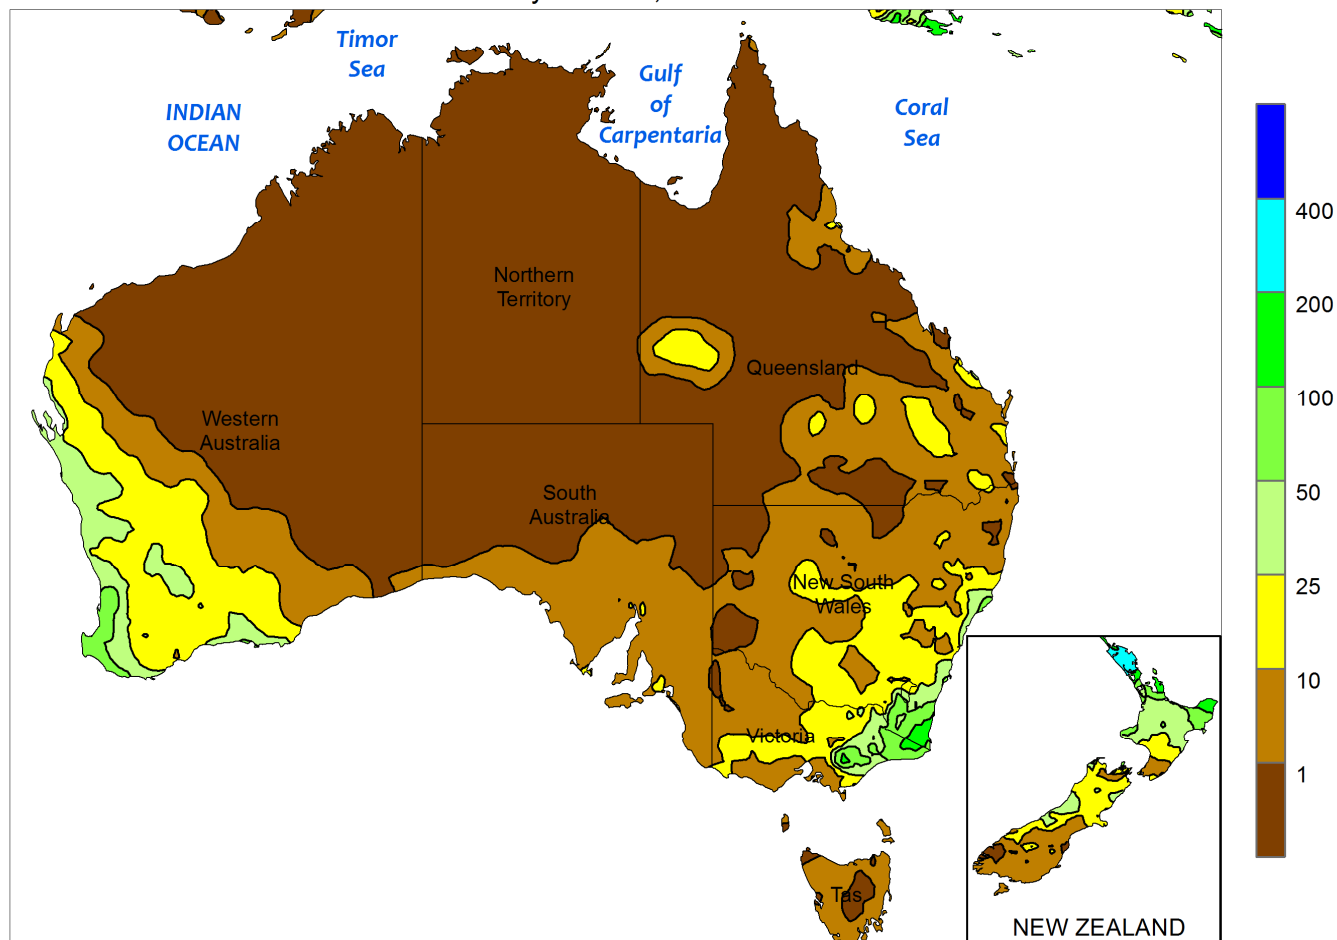 Timor
Sea
Gulf
of
Carpentaria
INDIAN
OCEAN
Coral
Sea
400
200
100
50
25
10
1
Northern
Territory
Queensland
Western
Australia
South
Australia
New South
Wales
Victoria
Tas
NEW ZEALAND